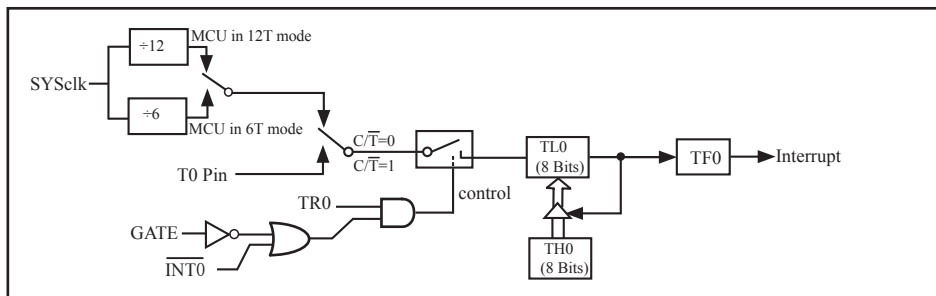 MCU in 12T mode
÷12
SYSclk
÷6
MCU in 6T mode
C/T̅=0
C/T̅=1
T0 Pin
TL0
(8 Bits)
TF0
Interrupt
control
TR0
GATE
I̅N̅T̅0̅
TH0
(8 Bits)